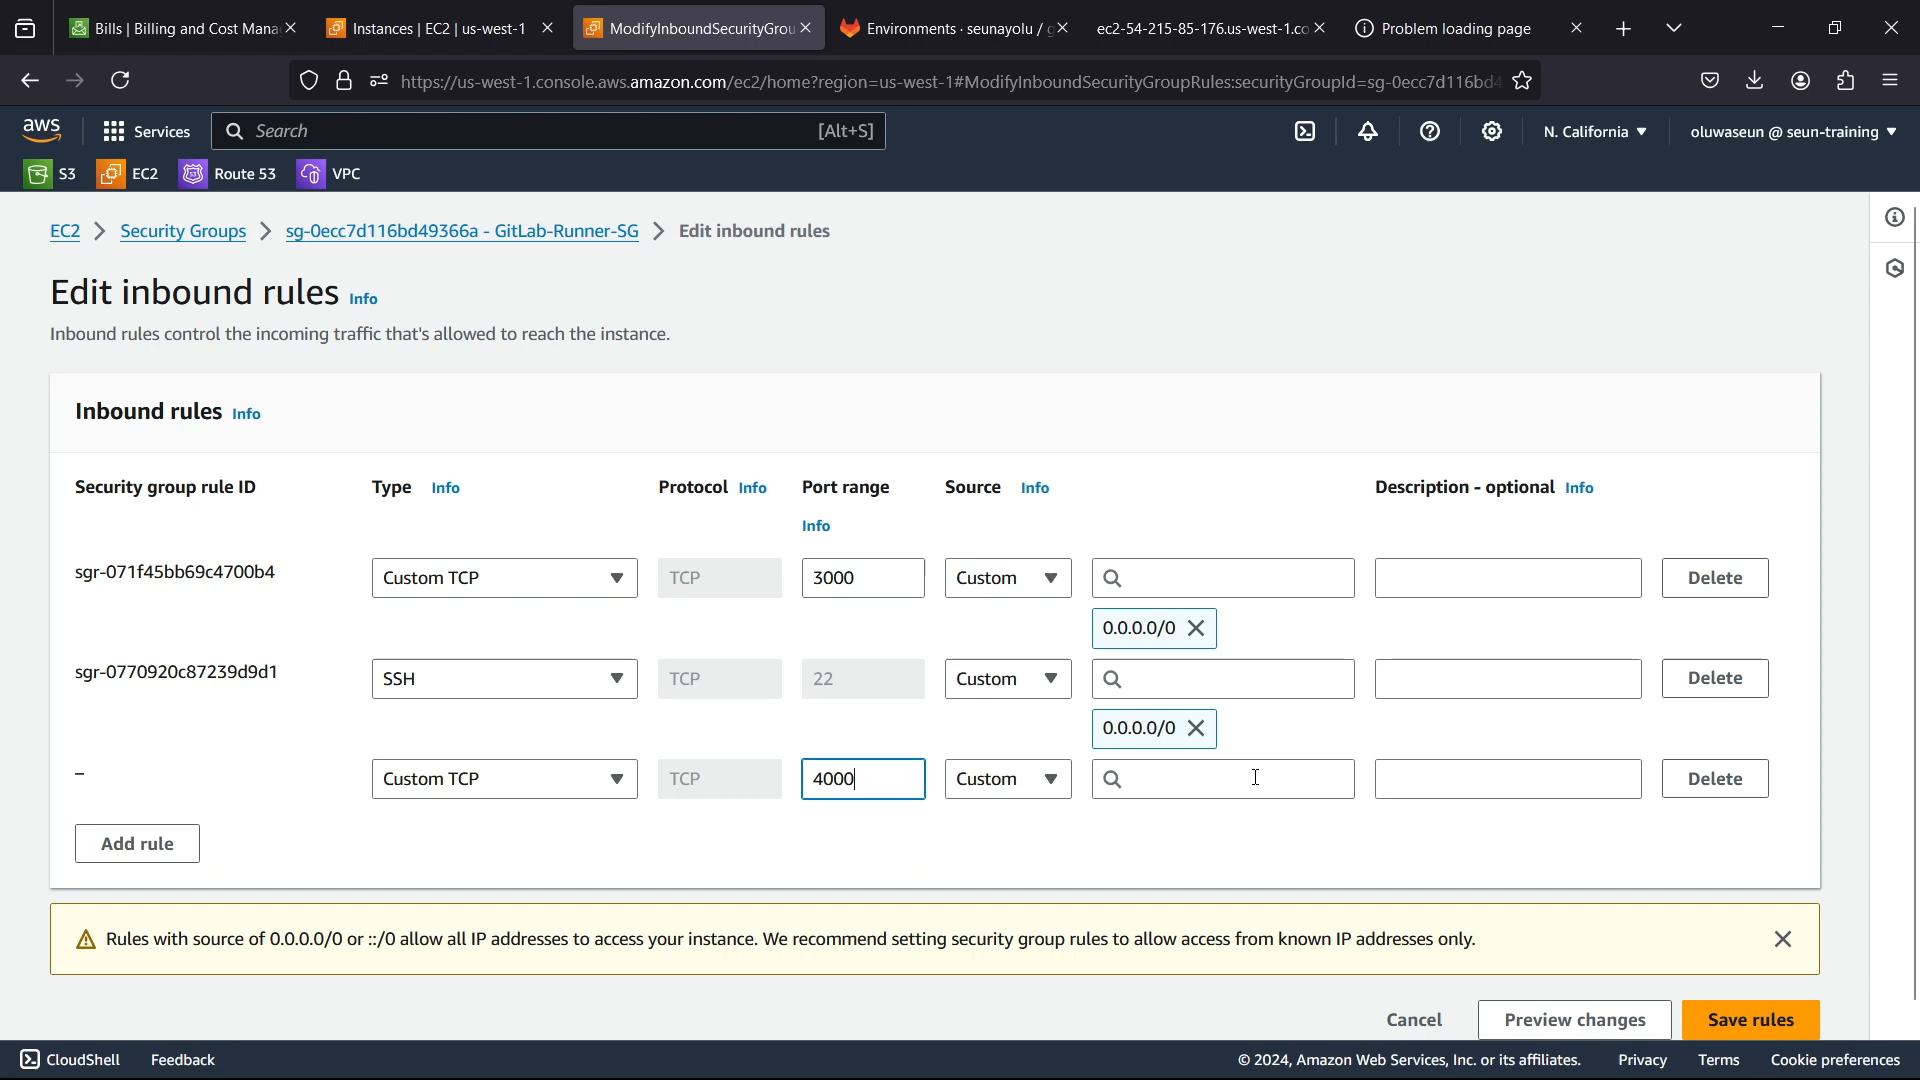 Bills | Billing and Cost Mana
Instances | EC2 | us-west-1
ModifyInboundSecurityGrou
Environments · seunayolu / g
ec2-54-215-85-176.us-west-1.co
Problem loading page
https://us-west-1.console.aws.amazon.com/ec2/home?region=us-west-1#ModifyInboundSecurityGroupRules:securityGroupId=sg-0ecc7d116bd4
aws
Services
Search
[Alt+S]
N. California
oluwaseun @ seun-training
S3
EC2
Route 53
VPC
EC2 > Security Groups > sg-0ecc7d116bd49366a - GitLab-Runner-SG > Edit inbound rules
Edit inbound rules Info
Inbound rules control the incoming traffic that's allowed to reach the instance.
Inbound rules Info
Security group rule ID Type Info Protocol Info Port range Source Info Description - optional Info
Info
sgr-071f45bb69c4700b4 Custom TCP TCP 3000 Custom Delete
0.0.0.0/0
sgr-0770920c87239d9d1 SSH TCP 22 Custom Delete
0.0.0.0/0
– Custom TCP TCP 4000 Custom Delete
Add rule
Rules with source of 0.0.0.0/0 or ::/0 allow all IP addresses to access your instance. We recommend setting security group rules to allow access from known IP addresses only.
Cancel Preview changes Save rules
CloudShell Feedback © 2024, Amazon Web Services, Inc. or its affiliates. Privacy Terms Cookie preferences